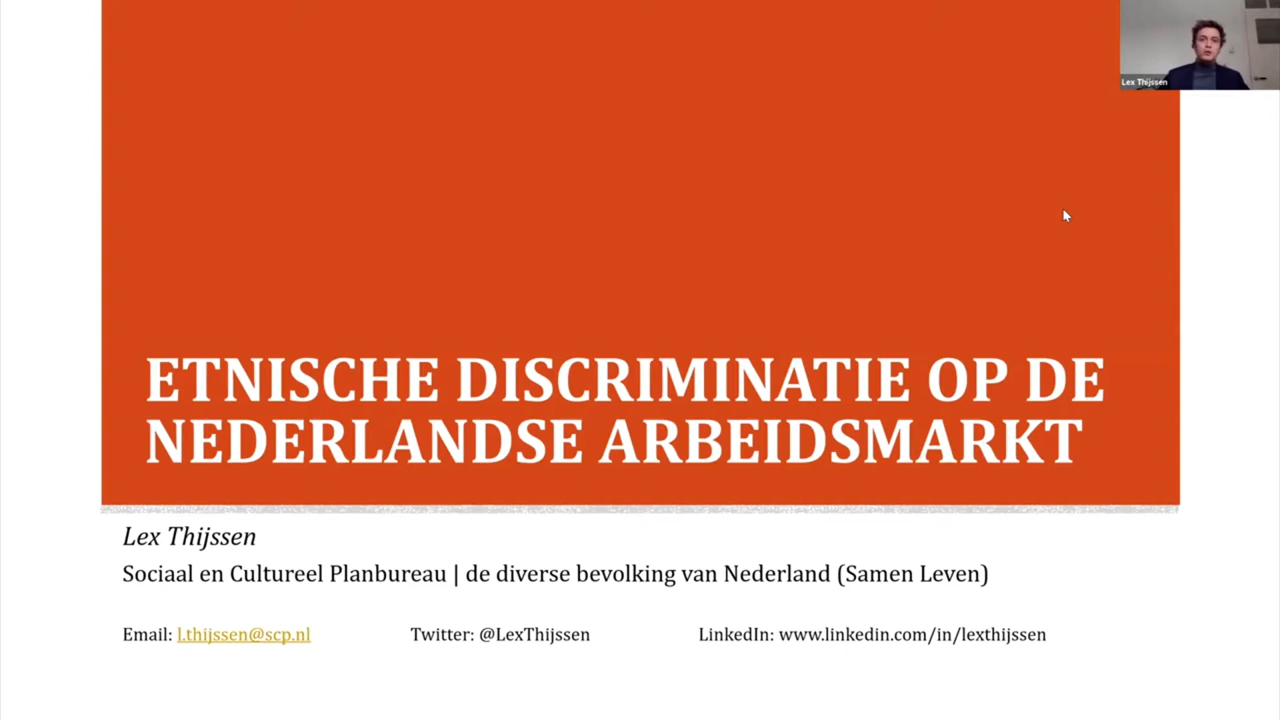 Lex Thijssen
ETNISCHE DISCRIMINATIE OP DE
NEDERLANDSE ARBEIDSMARKT
Lex Thijssen
Sociaal en Cultureel Planbureau | de diverse bevolking van Nederland (Samen Leven)
Email: l.thijssen@scp.nl Twitter: @LexThijssen LinkedIn: www.linkedin.com/in/lexthijssen